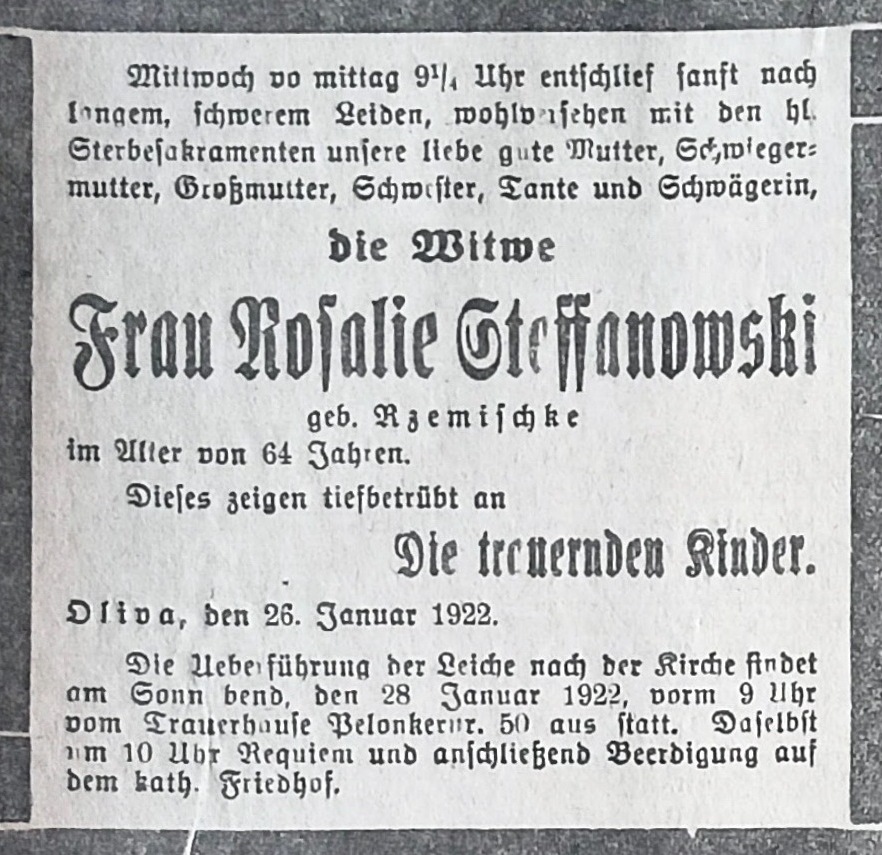 Mittwoch vo mittag 9¼ Uhr entschlief sanft nach
langem, schwerem Leiden, wohlversehen mit den hl.
Sterbesakramenten unsere liebe gute Mutter, Schwieger-
mutter, Großmutter, Schwester, Tante und Schwägerin,
die Witwe
Frau Rosalie Steffanowski
geb. Rzemischke
im Alter von 64 Jahren.
Dieses zeigen tiefbetrübt an
Die trauernden Kinder.
Oliva, den 26. Januar 1922.
Die Ueberführung der Leiche nach der Kirche findet
am Sonnabend, den 28 Januar 1922, vorm 9 Uhr
vom Trauerhause 50 aus statt. Daselbst
um 10 Uhr Requiem und anschließend Beerdigung auf
dem kath. Friedhof.